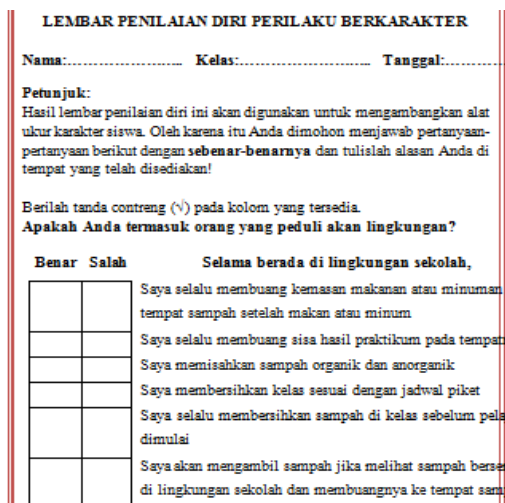 LEMBAR PENILAIAN DIRI PERILAKU BERKARAKTER
Nama:........................ Kelas:........................... Tanggal:............
Petunjuk:
Hasil lembar penilaian diri ini akan digunakan untuk mengambangkan alat
ukur karakter siswa. Oleh karena itu Anda dimohon menjawab pertanyaan-
pertanyaan berikut dengan sebenar-benarnya dan tulislah alasan Anda di
tempat yang telah disediakan!
Berilah tanda contreng (√) pada kolom yang tersedia.
Apakah Anda termasuk orang yang peduli akan lingkungan?
Benar Salah Selama berada di lingkungan sekolah,
Saya selalu membuang kemasan makanan atau minuman
tempat sampah setelah makan atau minum
Saya selalu membuang sisa hasil praktikum pada
Saya memisahkan sampah organik dan anorganik
Saya membersihkan kelas sesuai dengan jadwal piket
Saya selalu membersihkan sampah di kelas sebelum
dimulai
Saya akan mengambil sampah jika melihat sampah
di lingkungan sekolah dan membuangnya ke tempat